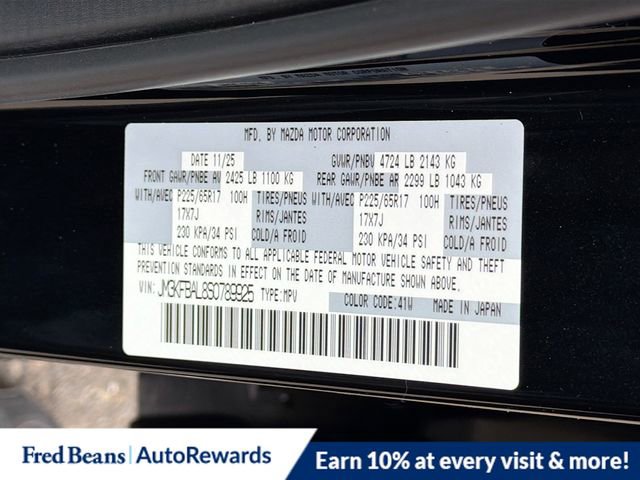 MFD. BY MAZDA MOTOR CORPORATION
DATE 11/25 GVWR/PNBV 4724 LB 2143 KG
FRONT GAWR/PNBE AV 2425 LB 1100 KG REAR GAWR/PNBE AR 2299 LB 1043 KG
WITH/AVEC P225/65R17 100H TIRES/PNEUS WITH/AVEC P225/65R17 100H TIRES/PNEUS
17X7J RIMS/JANTES 17X7J RIMS/JANTES
230 KPA/34 PSI COLD/A FROID 230 KPA/34 PSI COLD/A FROID
THIS VEHICLE CONFORMS TO ALL APPLICABLE FEDERAL MOTOR VEHICLE SAFETY AND THEFT
PREVENTION STANDARDS IN EFFECT ON THE DATE OF MANUFACTURE SHOWN ABOVE.
VIN: JM3KFBAL8S0789925 TYPE:MPV COLOR CODE:41W MADE IN JAPAN
Fred Beans AutoRewards Earn 10% at every visit & more!